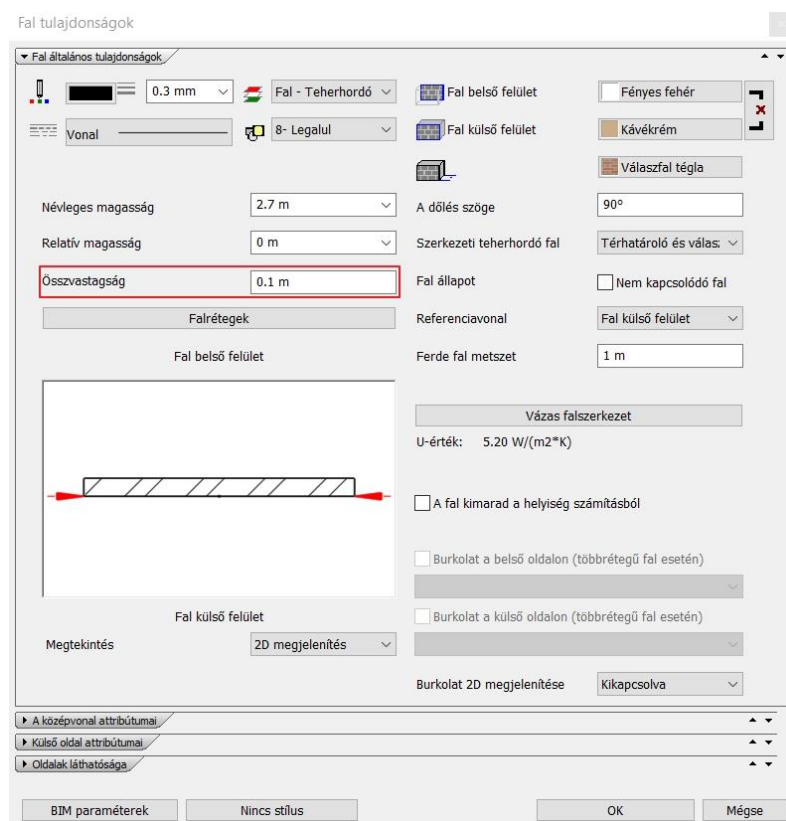 Fal tulajdonságok
Fal általános tulajdonságok
0.3 mm
Fal - Teherhordó
Fal belső felület
Fényes fehér
Vonal
8- Legalul
Fal külső felület
Kávékrém
Válaszfal tégla
Névleges magasság
2.7 m
A dőlés szöge
90°
Relatív magasság
0 m
Szerkezeti teherhordó fal
Térhatároló és válas:
Összvastagság
0.1 m
Fal állapot
Nem kapcsolódó fal
Falrétegek
Referenciavonal
Fal külső felület
Fal belső felület
Ferde fal metszet
1 m
Vázas falszerkezet
U-érték: 5.20 W/(m2*K)
A fal kimarad a helyiség számításból
Burkolat a belső oldalon (többrétegű fal esetén)
Fal külső felület
Burkolat a külső oldalon (többrétegű fal esetén)
Megtekintés
2D megjelenítés
Burkolat 2D megjelenítése
Kikapcsolva
A középvonal attribútumai
Külső oldal attribútumai
Oldalak láthatósága
BIM paraméterek
Nincs stílus
OK
Mégse